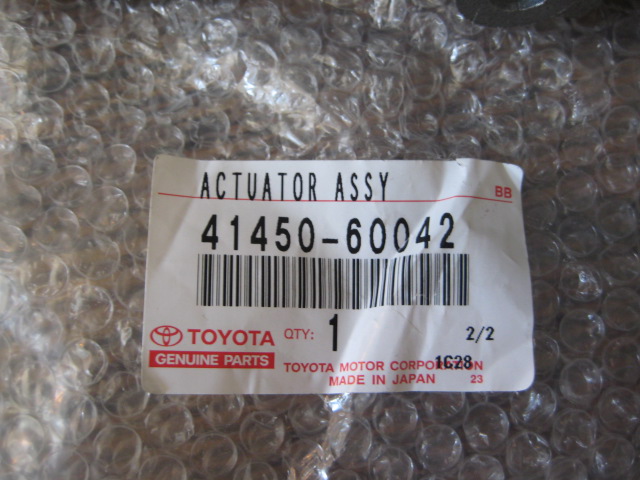 ACTUATOR ASSY
BB
41450-60042
TOYOTA QTY: 1 2/2
GENUINE PARTS
TOYOTA MOTOR CORPORATION
1C28
MADE IN JAPAN 23